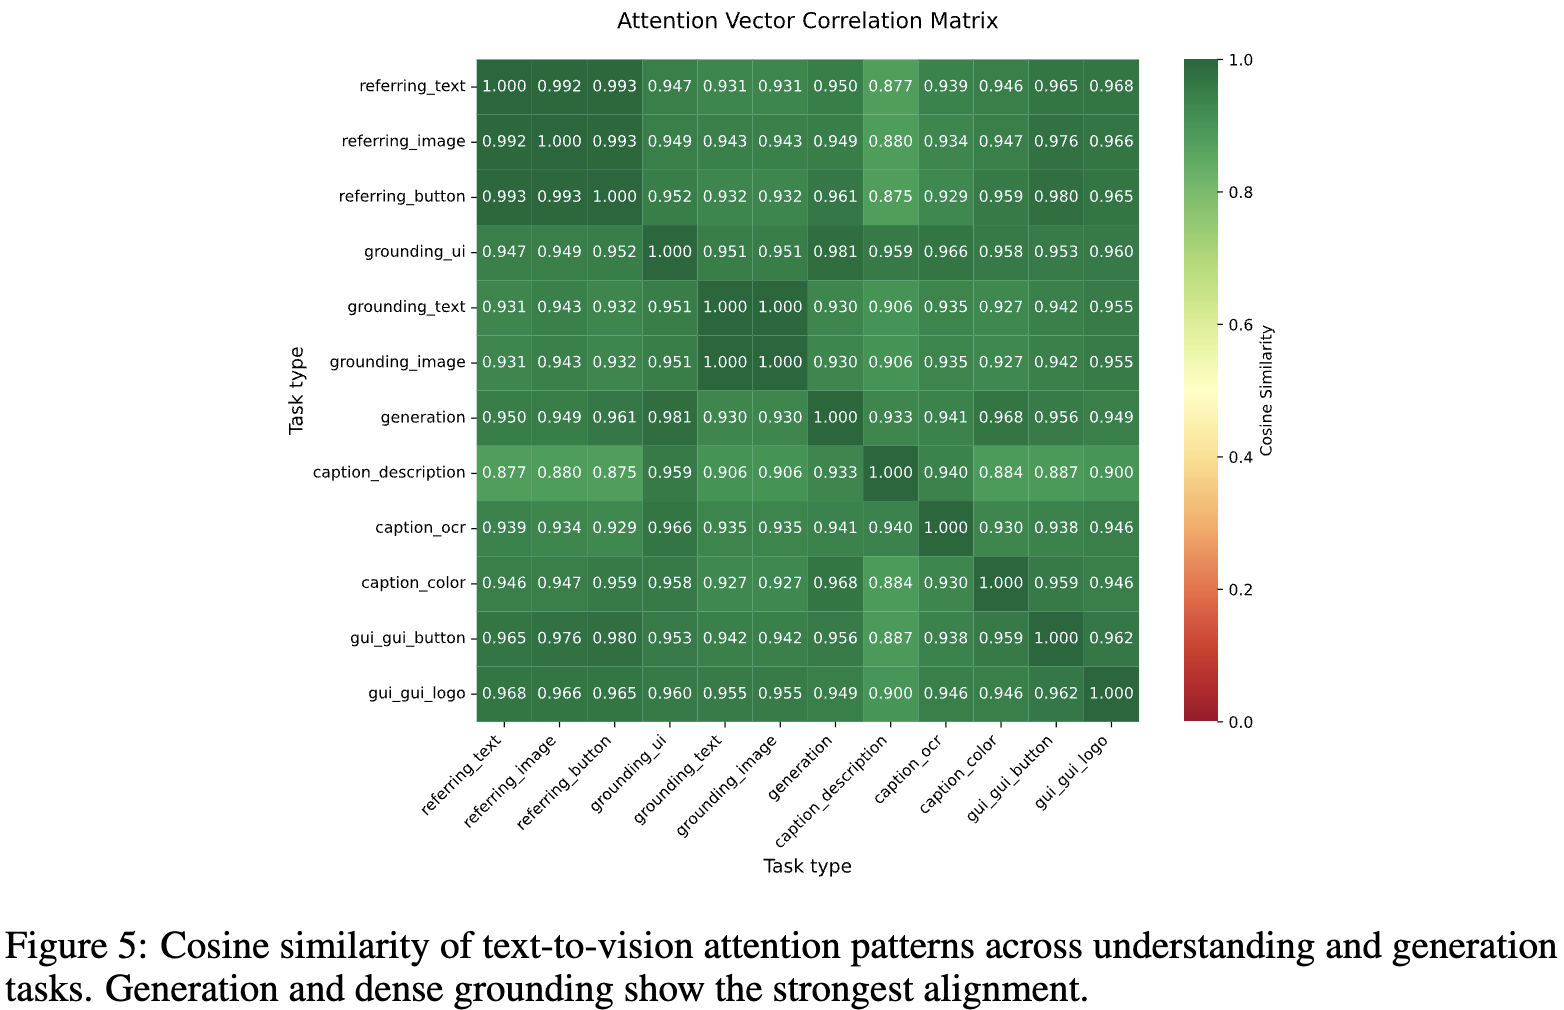 Attention Vector Correlation Matrix
referring_text 1.000 0.992 0.993 0.947 0.931 0.931 0.950 0.877 0.939 0.946 0.965 0.968
referring_image 0.992 1.000 0.993 0.949 0.943 0.943 0.949 0.880 0.934 0.947 0.976 0.966
referring_button 0.993 0.993 1.000 0.952 0.932 0.932 0.961 0.875 0.929 0.959 0.980 0.965
grounding_ui 0.947 0.949 0.952 1.000 0.951 0.951 0.981 0.959 0.966 0.958 0.953 0.960
grounding_text 0.931 0.943 0.932 0.951 1.000 1.000 0.930 0.906 0.935 0.927 0.942 0.955
grounding_image 0.931 0.943 0.932 0.951 1.000 1.000 0.930 0.906 0.935 0.927 0.942 0.955
generation 0.950 0.949 0.961 0.981 0.930 0.930 1.000 0.933 0.941 0.968 0.956 0.949
caption_description 0.877 0.880 0.875 0.959 0.906 0.906 0.933 1.000 0.940 0.884 0.887 0.900
caption_ocr 0.939 0.934 0.929 0.966 0.935 0.935 0.941 0.940 1.000 0.930 0.938 0.946
caption_color 0.946 0.947 0.959 0.958 0.927 0.927 0.968 0.884 0.930 1.000 0.959 0.946
gui_gui_button 0.965 0.976 0.980 0.953 0.942 0.942 0.956 0.887 0.938 0.959 1.000 0.962
gui_gui_logo 0.968 0.966 0.965 0.960 0.955 0.955 0.949 0.900 0.946 0.946 0.962 1.000
Task type
referring_text
referring_image
referring_button
grounding_ui
grounding_text
grounding_image
generation
caption_description
caption_ocr
caption_color
gui_gui_button
gui_gui_logo
Task type
1.0
0.8
0.6
0.4
0.2
0.0
Cosine Similarity
Figure 5: Cosine similarity of text-to-vision attention patterns across understanding and generation
tasks. Generation and dense grounding show the strongest alignment.